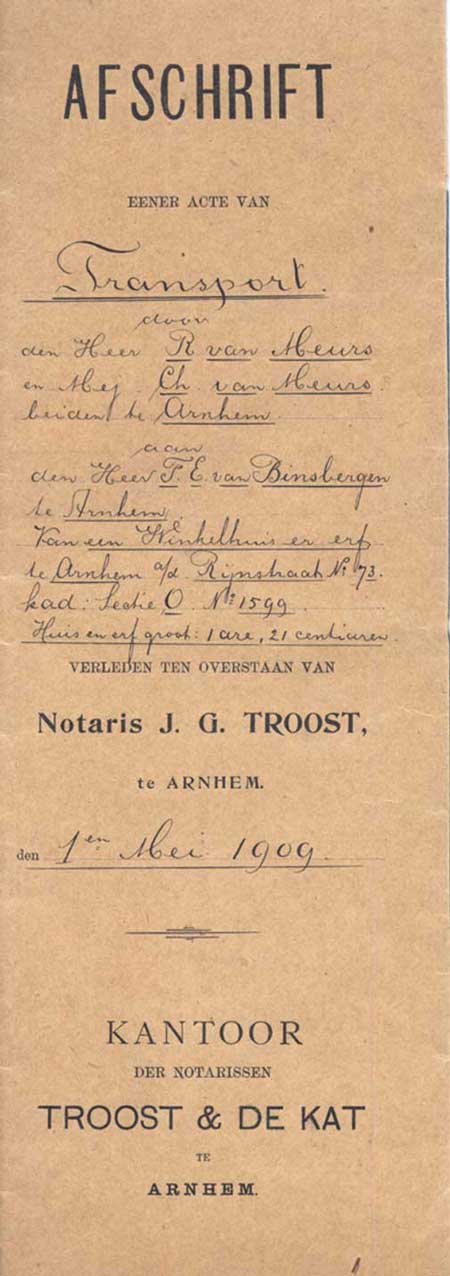 AFSCHRIFT
EENER ACTE VAN
Transport.
door
den Heer R van Meurs
en Mej. Ch. van Meurs
beiden te Arnhem
aan
den Heer F. E. van Binsbergen
te Arnhem.
Van een Winkelhuis en erf
te Arnhem a/d. Rijnstraat No. 73.
kad: Sectie O. No. 1599.
Huis en erf groot: 1 are, 21 centiaren.
VERLEDEN TEN OVERSTAAN VAN
Notaris J. G. TROOST,
te ARNHEM.
den 1en Mei 1909.
KANTOOR
DER NOTARISSEN
TROOST & DE KAT
TE
ARNHEM.